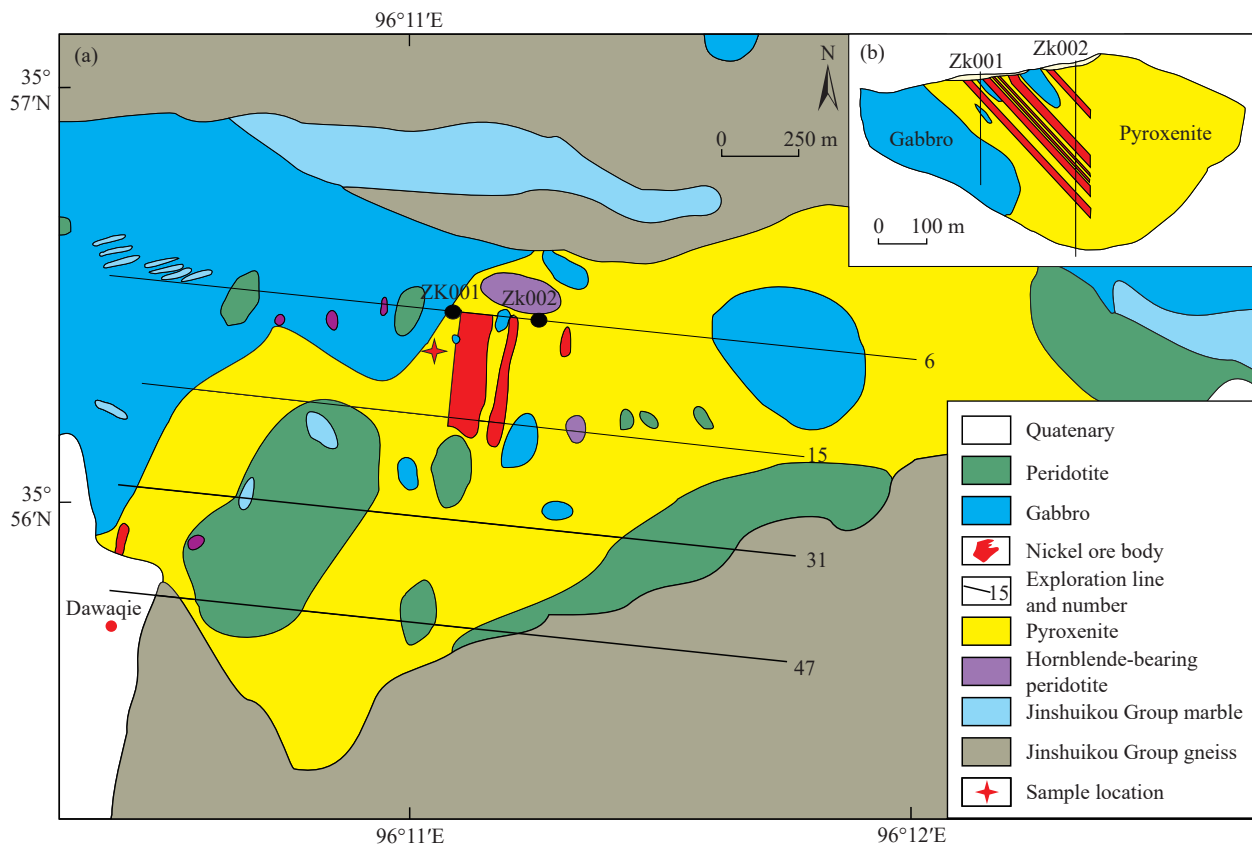 96°11′E
(a)
N
35°
57′N
0 250 m
(b)
Zk001
Zk002
Gabbro
Pyroxenite
0 100 m
ZK001
Zk002
6
15
35°
56′N
31
Dawaqie
47
Quatenary
Peridotite
Gabbro
Nickel ore body
15
Exploration line
and number
Pyroxenite
Hornblende-bearing
peridotite
Jinshuikou Group marble
Jinshuikou Group gneiss
Sample location
96°11′E
96°12′E